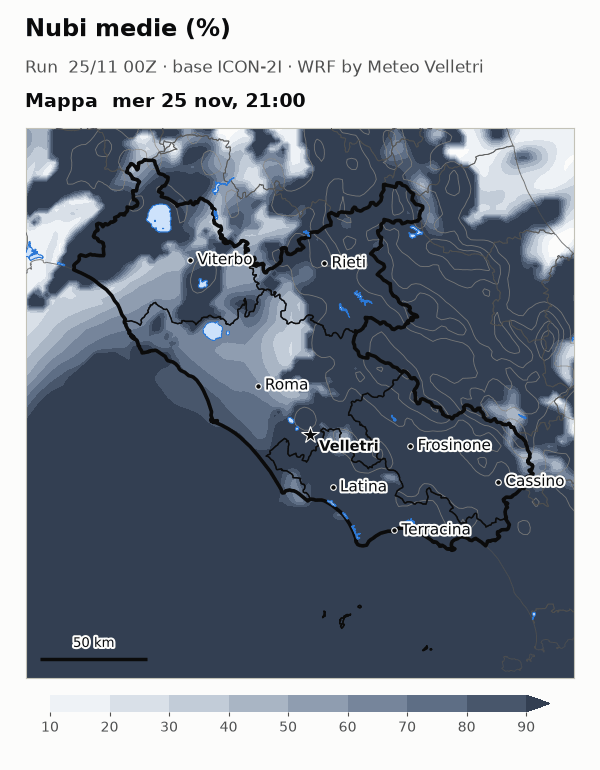 Nubi medie (%)
Run  25/11 00Z · base ICON-2I · WRF by Meteo Velletri
Mappa  mer 25 nov, 21:00
Viterbo
Rieti
Roma
Velletri
Frosinone
Cassino
Latina
Terracina
50 km
10 20 30 40 50 60 70 80 90